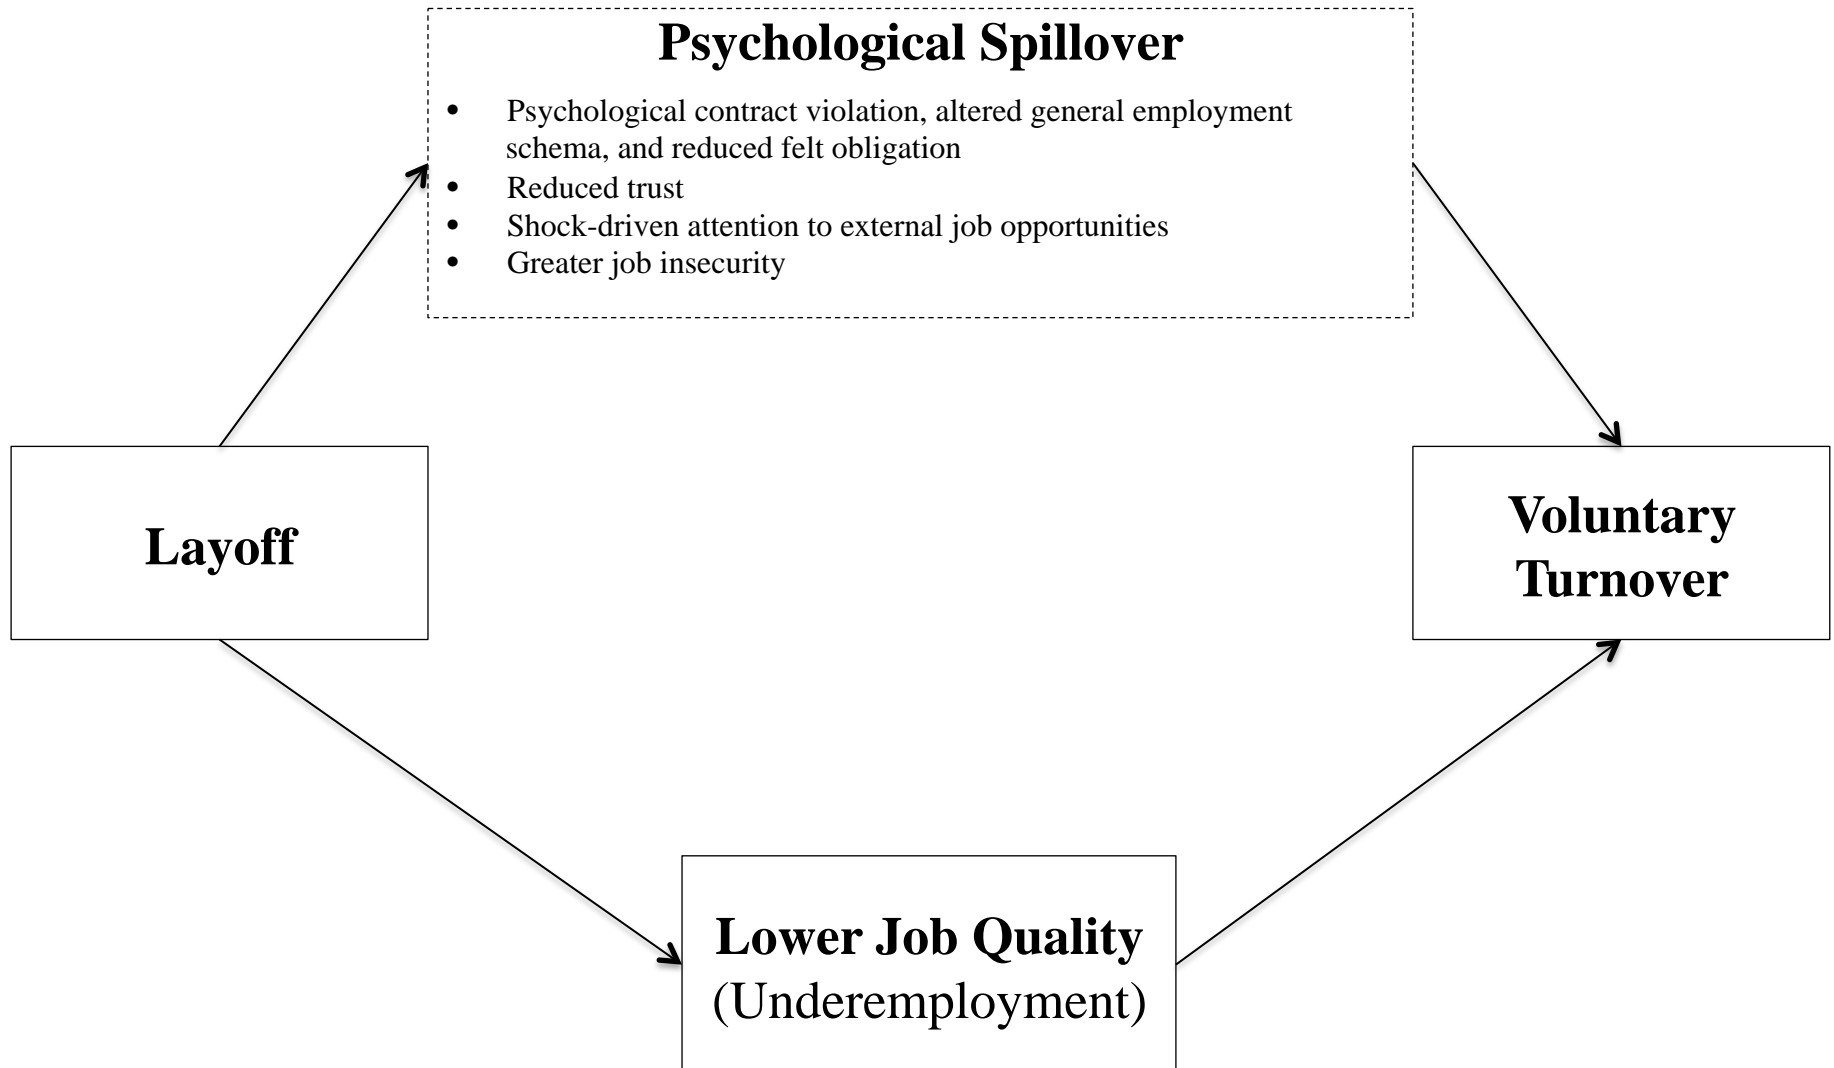 Psychological Spillover
• Psychological contract violation, altered general employment
schema, and reduced felt obligation
• Reduced trust
• Shock-driven attention to external job opportunities
• Greater job insecurity
Layoff
Voluntary
Turnover
Lower Job Quality
(Underemployment)